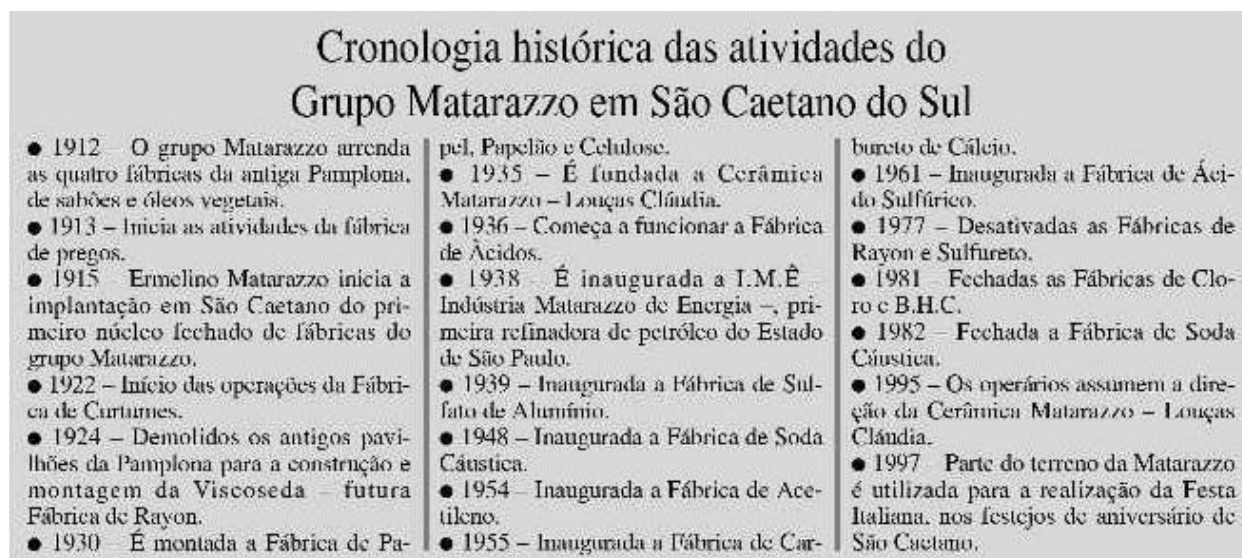 Cronologia histórica das atividades do
Grupo Matarazzo em São Caetano do Sul
● 1912 – O grupo Matarazzo arrenda
as quatro fábricas da antiga Pamplona,
de sabões e óleos vegetais.
● 1913 – Inicia as atividades da fábrica
de pregos.
● 1915 – Ermelino Matarazzo inicia a
implantação em São Caetano do pri-
meiro núcleo fechado de fábricas do
grupo Matarazzo.
● 1922 – Início das operações da Fábri-
ca de Curtumes.
● 1924 – Demolidos os antigos pavi-
lhões da Pamplona para a construção e
montagem da Viscoseda – futura
Fábrica de Rayon.
● 1930 – É montada a Fábrica de Pa-
pel, Papelão e Celulose.
● 1935 – É fundada a Cerâmica
Matarazzo – Louças Cláudia.
● 1936 – Começa a funcionar a Fábrica
de Àcidos.
● 1938 – É inaugurada a I.M.Ê –
Indústria Matarazzo de Energia –, pri-
meira refinadora de petróleo do Estado
de São Paulo.
● 1939 – Inaugurada a Fábrica de Sul-
fato de Alumínio.
● 1948 – Inaugurada a Fábrica de Soda
Cáustica.
● 1954 – Inaugurada a Fábrica de Ace-
tileno.
● 1955 – Inaugurada a Fábrica de Car-
bureto de Cálcio.
● 1961 – Inaugurada a Fábrica de Áci-
do Sulfúrico.
● 1977 – Desativadas as Fábricas de
Rayon e Sulfureto.
● 1981 – Fechadas as Fábricas de Clo-
ro e B.H.C.
● 1982 – Fechada a Fábrica de Soda
Cáustica.
● 1995 – Os operários assumem a dire-
ção da Cerâmica Matarazzo – Louças
Cláudia.
● 1997 – Parte do terreno da Matarazzo
é utilizada para a realização da Festa
Italiana, nos festejos de aniversário de
São Caetano.